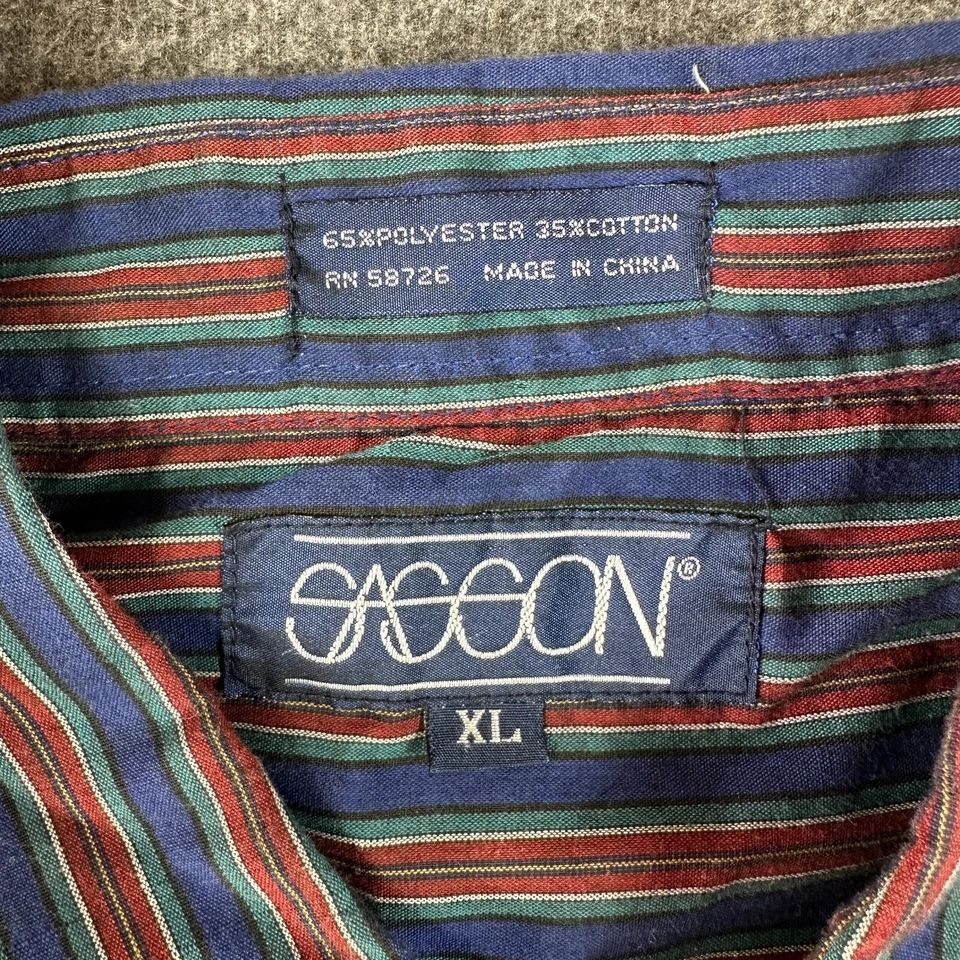 65%POLYESTER 35%COTTON
RN 58726 MADE IN CHINA
SASSON®
XL